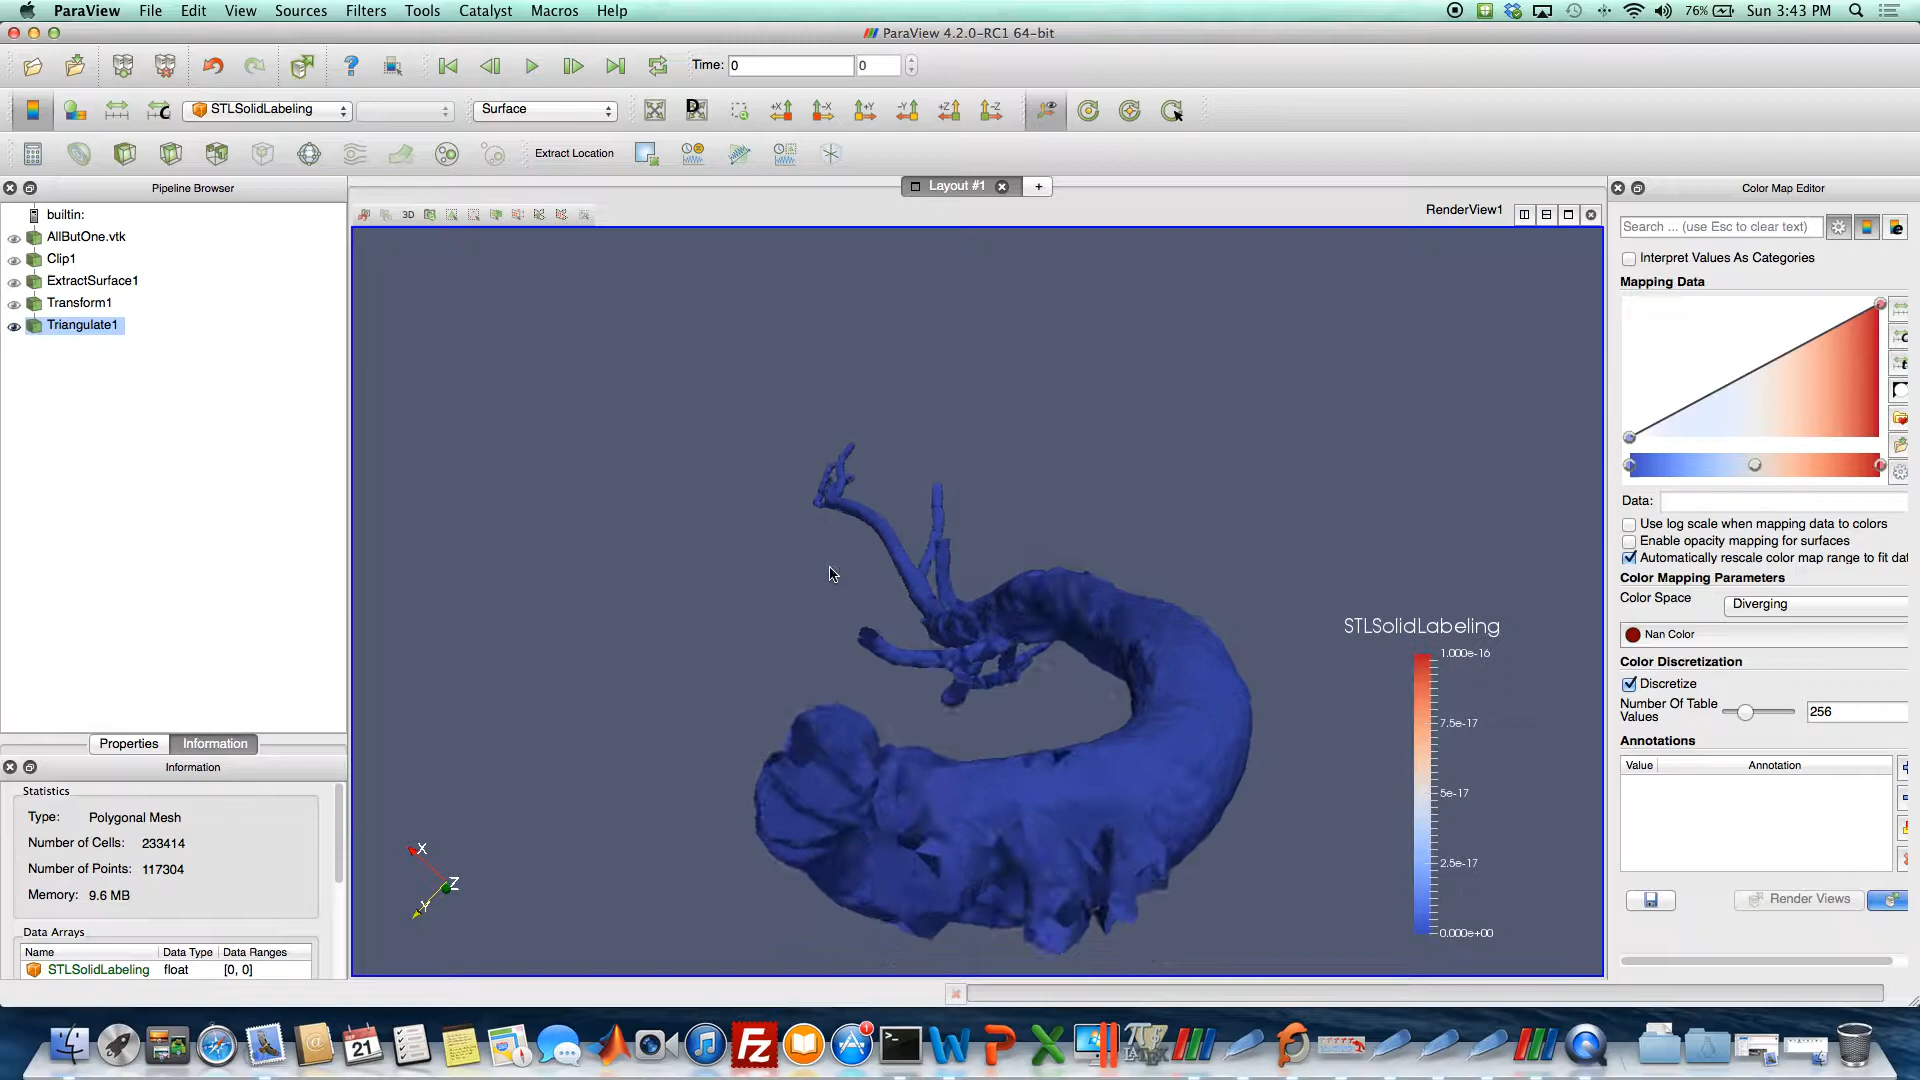 ParaView File Edit View Sources Filters Tools Catalyst Macros Help 76% Sun 3:43 PM
ParaView 4.2.0-RC1 64-bit
Time: 0 0
STLSolidLabeling Surface D +X -X +Y -Y +Z -Z
Extract Location
Pipeline Browser
Layout #1
Color Map Editor
builtin:
AllButOne.vtk
Clip1
ExtractSurface1
Transform1
Triangulate1
3D
RenderView1
Search ... (use Esc to clear text)
Interpret Values As Categories
Mapping Data
Data:
Use log scale when mapping data to colors
Enable opacity mapping for surfaces
Automatically rescale color map range to fit dat
Color Mapping Parameters
Color Space Diverging
Nan Color
Color Discretization
Discretize
Number Of Table
Values 256
Annotations
Value Annotation
Render Views
STLSolidLabeling
1.000e-16
7.5e-17
5e-17
2.5e-17
0.000e+00
X
Z
Y
Properties Information
Information
Statistics
Type: Polygonal Mesh
Number of Cells: 233414
Number of Points: 117304
Memory: 9.6 MB
Data Arrays
Name Data Type Data Ranges
STLSolidLabeling float [0, 0]
21
1